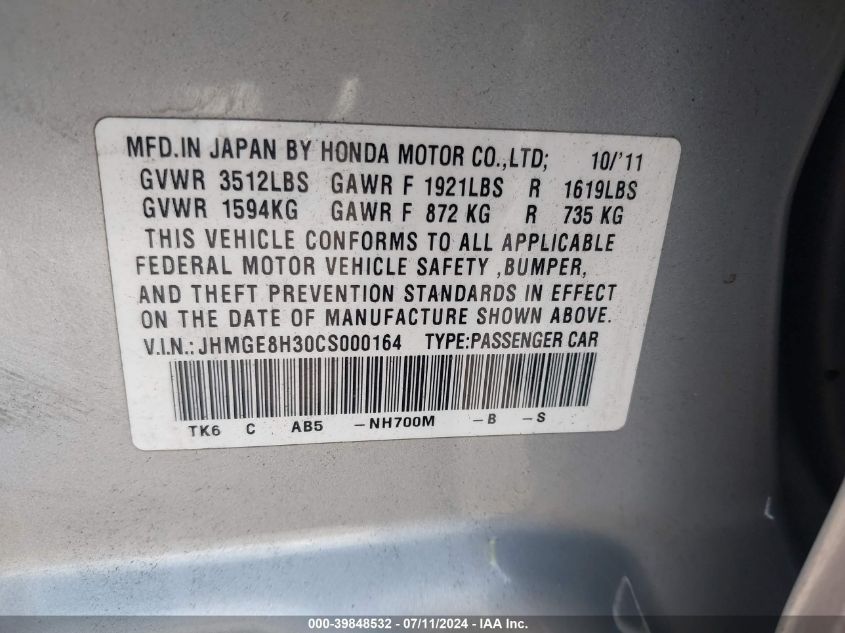 MFD.IN JAPAN BY HONDA MOTOR CO.,LTD; 10/'11
GVWR 3512LBS GAWR F 1921LBS R 1619LBS
GVWR 1594KG GAWR F 872 KG R 735 KG
THIS VEHICLE CONFORMS TO ALL APPLICABLE
FEDERAL MOTOR VEHICLE SAFETY ,BUMPER,
AND THEFT PREVENTION STANDARDS IN EFFECT
ON THE DATE OF MANUFACTURE SHOWN ABOVE.
V.I.N.: JHMGE8H30CS000164 TYPE:PASSENGER CAR
TK6 C AB5 -NH700M -B -S
000-39848532 - 07/11/2024 - IAA Inc.